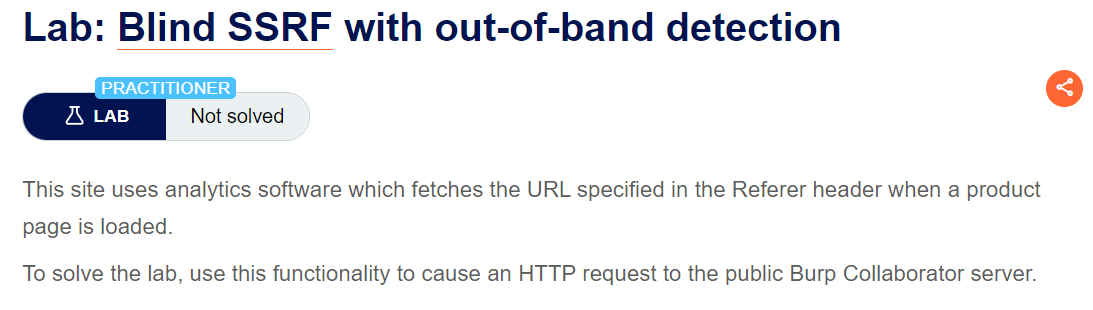 Lab: Blind SSRF with out-of-band detection
PRACTITIONER
LAB Not solved
This site uses analytics software which fetches the URL specified in the Referer header when a product
page is loaded.
To solve the lab, use this functionality to cause an HTTP request to the public Burp Collaborator server.